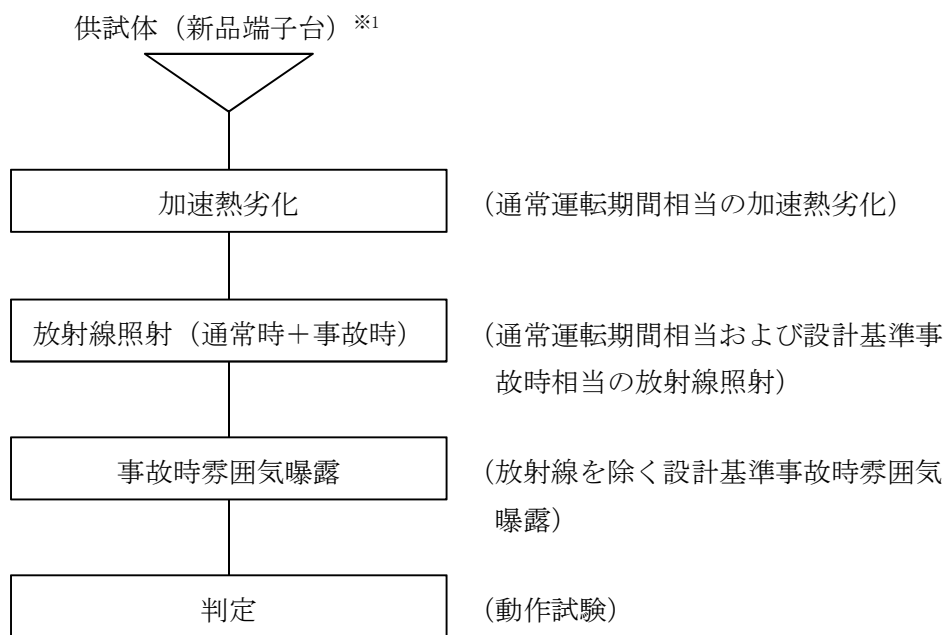 供試体（新品端子台）※1
加速熱劣化
（通常運転期間相当の加速熱劣化）
放射線照射（通常時＋事故時）
（通常運転期間相当および設計基準事
故時相当の放射線照射）
事故時雰囲気曝露
（放射線を除く設計基準事故時雰囲気
曝露）
判定
（動作試験）